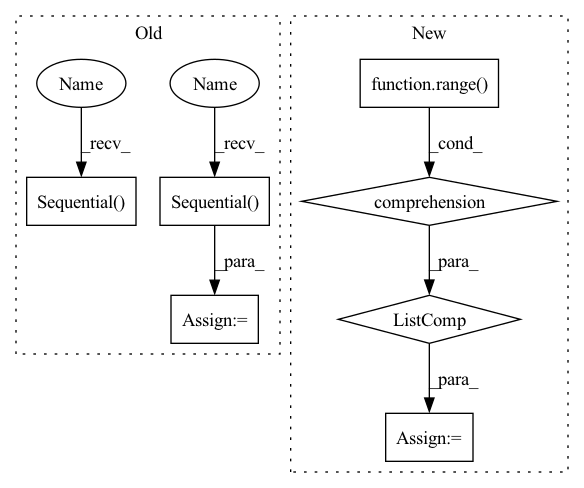 Old
New
Name
Name
function.range()
_recv_
_recv_
_cond_
Sequential()
Sequential()
comprehension
_para_
_para_
Assign:=
ListComp
_para_
Assign:=